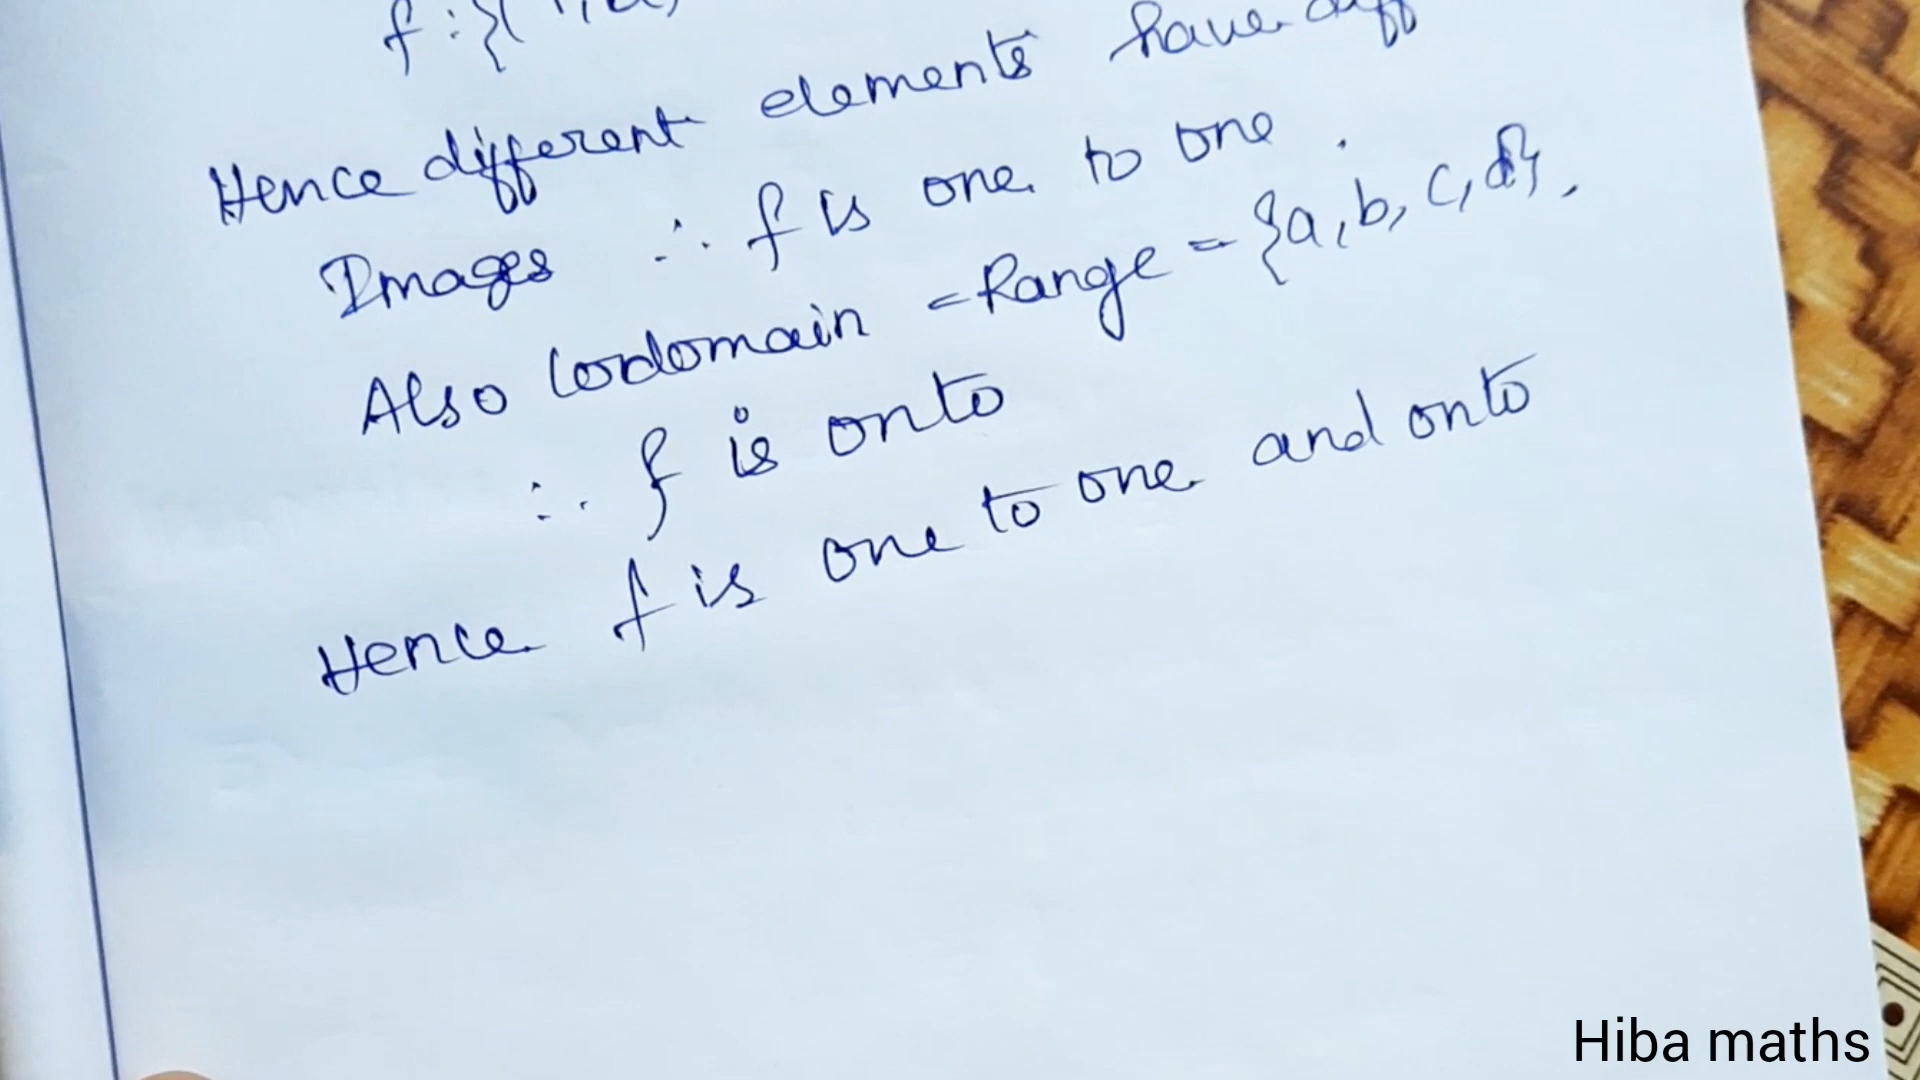 f : {(
Hence different elements have diff
Images ∴ f is one to one .
Also Codomain = Range = {a, b, c, d}.
∴ f is onto
Hence f is one to one and onto
Hiba maths